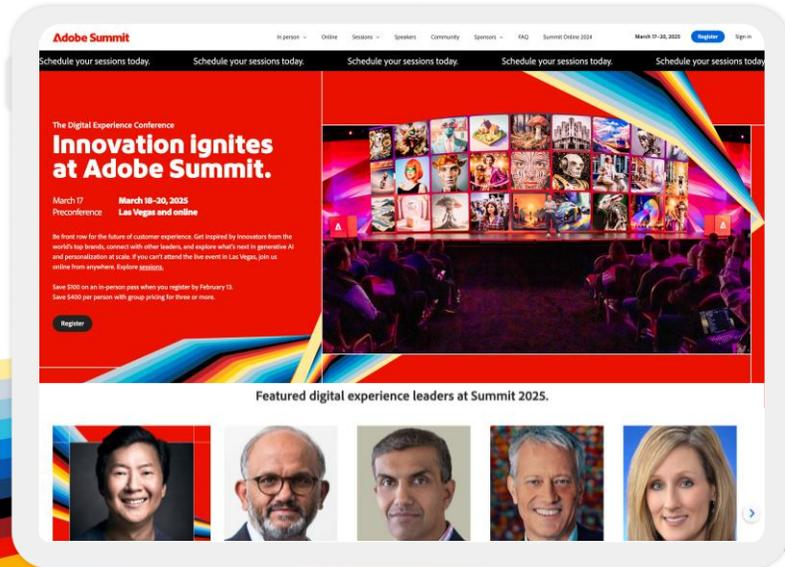 Adobe Summit
In person Online Sessions Speakers Community Sponsors FAQ Summit Online 2024 March 17–20, 2025 Register Sign in
Schedule your sessions today. Schedule your sessions today. Schedule your sessions today. Schedule your sessions today. Schedule your sessions today
The Digital Experience Conference
Innovation ignites
at Adobe Summit.
March 17 March 18–20, 2025
Preconference Las Vegas and online
Be front row for the future of customer experience. Get inspired by innovators from the
world's top brands, connect with other leaders, and explore what's next in generative AI
and personalization at scale. If you can't attend the live event in Las Vegas, join us
online from anywhere. Explore sessions.
Save $100 on an in-person pass when you register by February 13.
Save $400 per person with group pricing for three or more.
Register
Featured digital experience leaders at Summit 2025.